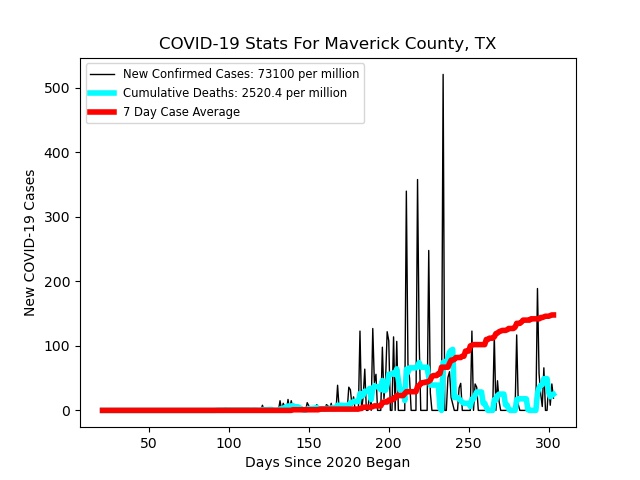 COVID-19 Stats For Maverick County, TX
New Confirmed Cases: 73100 per million
Cumulative Deaths: 2520.4 per million
7 Day Case Average
New COVID-19 Cases
500
400
300
200
100
0
50 100 150 200 250 300
Days Since 2020 Began